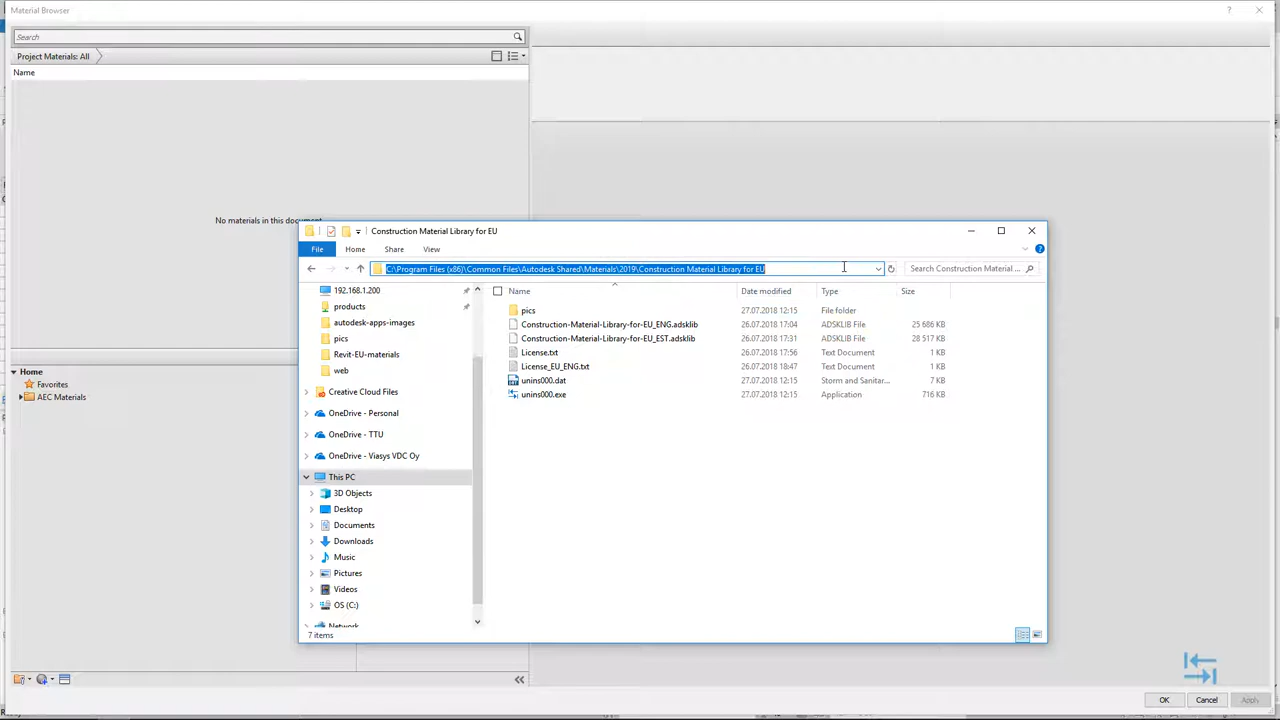 Material Browser
?
Search
Project Materials: All
Name
No materials in this document
Construction Material Library for EU
File Home Share View
C:\Program Files (x86)\Common Files\Autodesk Shared\Materials\2019\Construction Material Library for EU
Search Construction Material ...
192.168.1.200
products
autodesk-apps-images
pics
Revit-EU-materials
web
Creative Cloud Files
OneDrive - Personal
OneDrive - TTU
OneDrive - Viasys VDC Oy
This PC
3D Objects
Desktop
Documents
Downloads
Music
Pictures
Videos
OS (C:)
Network
Name Date modified Type Size
pics 27.07.2018 12:15 File folder
Construction-Material-Library-for-EU_ENG.adsklib 26.07.2018 17:04 ADSKLIB File 25 686 KB
Construction-Material-Library-for-EU_EST.adsklib 26.07.2018 17:31 ADSKLIB File 28 517 KB
License.txt 26.07.2018 17:56 Text Document 1 KB
License_EU_ENG.txt 26.07.2018 18:47 Text Document 1 KB
unins000.dat 27.07.2018 12:15 Storm and Sanitar... 7 KB
unins000.exe 27.07.2018 12:15 Application 716 KB
7 items
Home
Favorites
AEC Materials
OK Cancel Apply